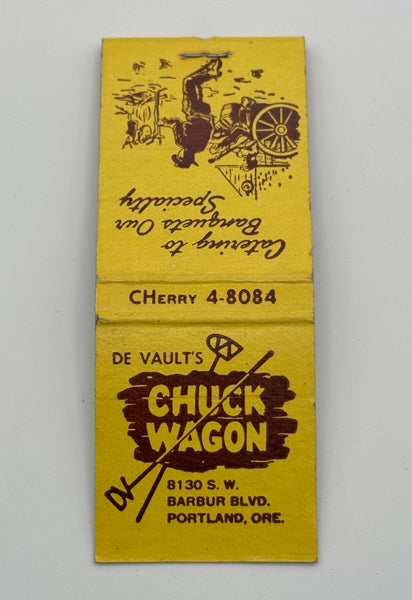 Catering to
Banquets Our
Specialty
CHerry 4-8084
DE VAULT'S
CHUCK
WAGON
DV
8130 S. W.
BARBUR BLVD.
PORTLAND, ORE.